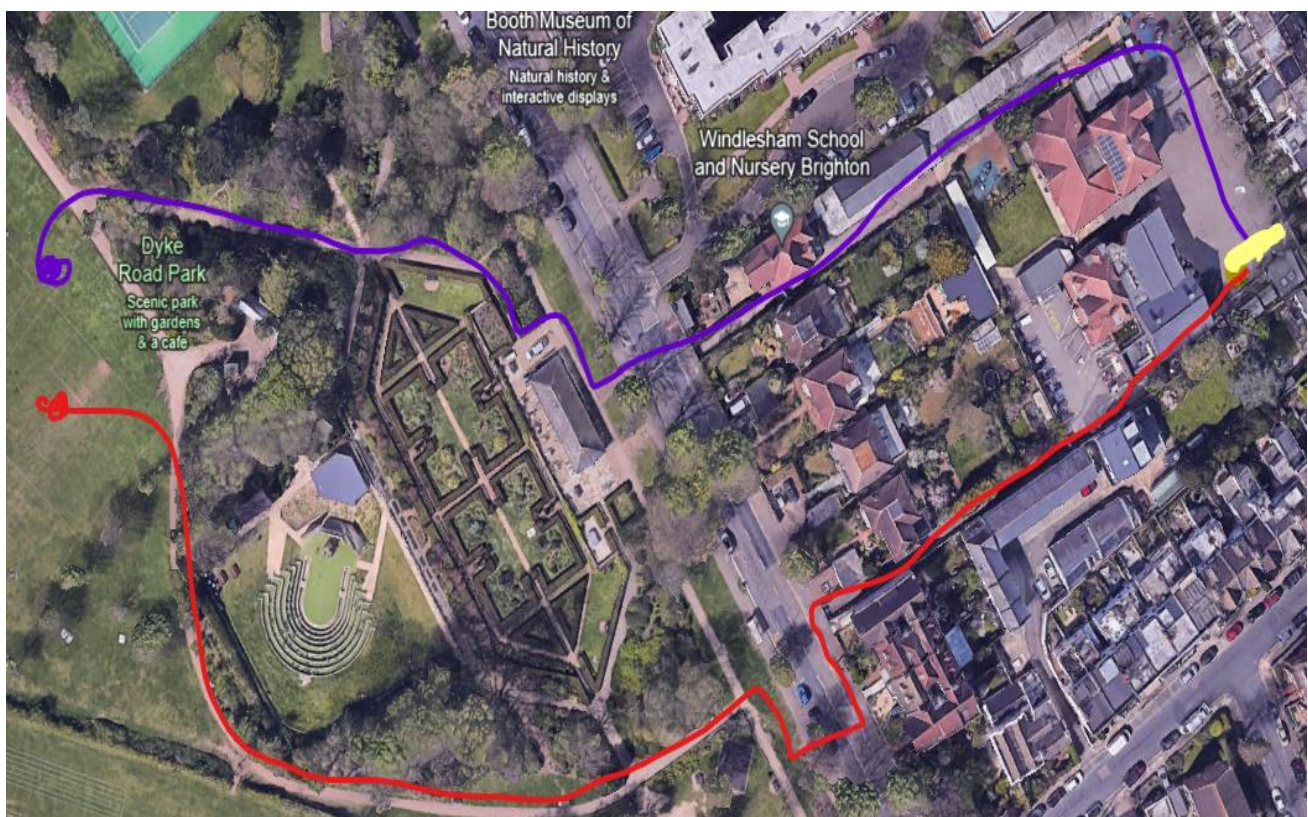 Booth Museum of
Natural History
Natural history &
interactive displays
Windlesham School
and Nursery Brighton
Dyke
Road Park
Scenic park
with gardens
& a cafe